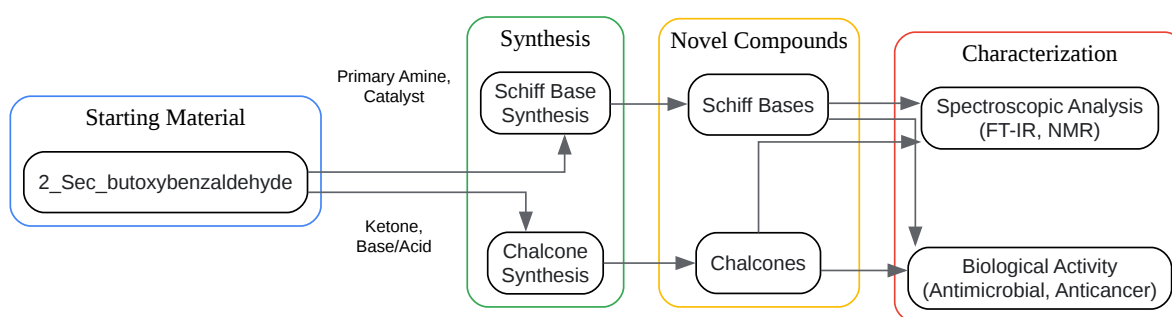 Starting Material
2_Sec_butoxybenzaldehyde
Primary Amine,
Catalyst
Ketone,
Base/Acid
Synthesis
Schiff Base
Synthesis
Chalcone
Synthesis
Novel Compounds
Schiff Bases
Chalcones
Characterization
Spectroscopic Analysis
(FT-IR, NMR)
Biological Activity
(Antimicrobial, Anticancer)